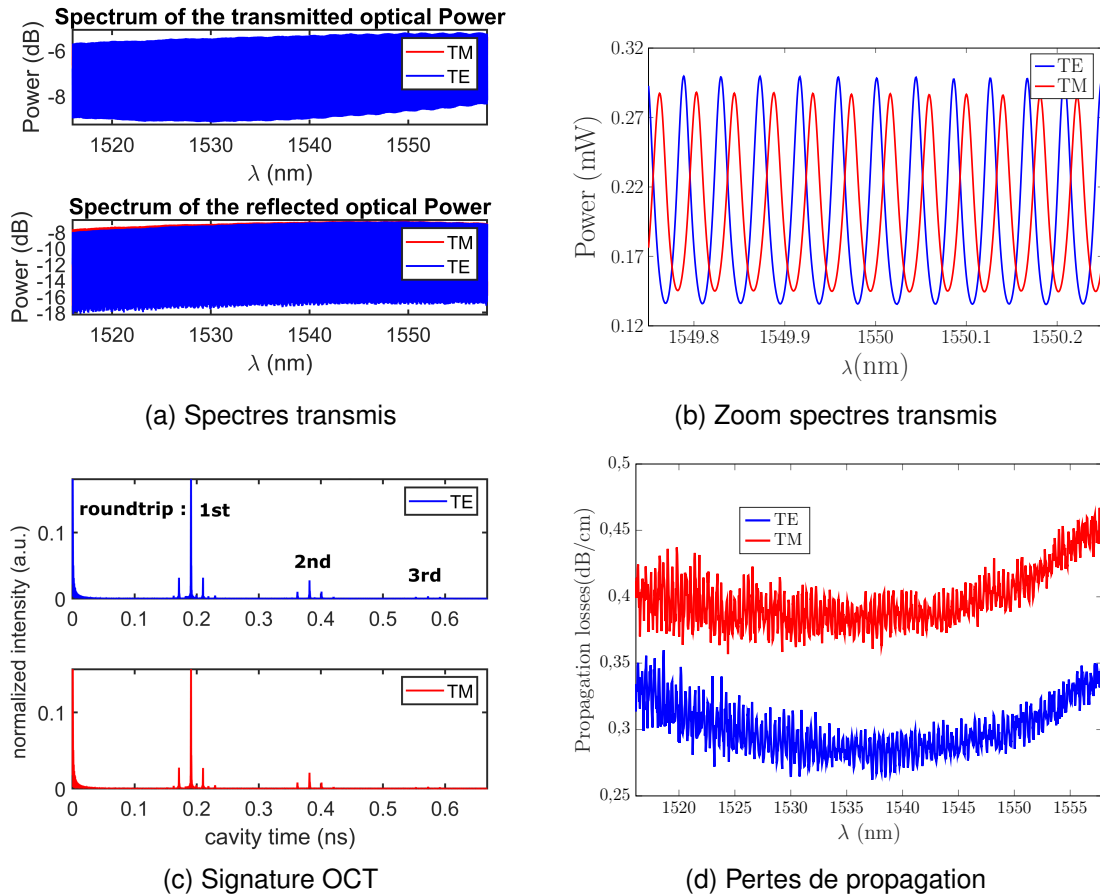 Spectrum of the transmitted optical Power
-6
-8
Power (dB)
TM
TE
1520
1530
1540
1550
λ (nm)
Spectrum of the reflected optical Power
-8
-10
-12
-14
-16
-18
Power (dB)
TM
TE
1520
1530
1540
1550
λ (nm)
(a) Spectres transmis
0.32
0.27
0.22
0.17
0.12
Power (mW)
TE
TM
1549.8
1549.9
1550
1550.1
1550.2
λ(nm)
(b) Zoom spectres transmis
0.1
0
roundtrip :
1st
2nd
3rd
TE
0
0.1
0.2
0.3
0.4
0.5
0.6
normalized intensity (a.u.)
0.1
0
TM
0
0.1
0.2
0.3
0.4
0.5
0.6
cavity time (ns)
(c) Signature OCT
0,5
0,45
0,4
0,35
0,3
0,25
Propagation losses(dB/cm)
TE
TM
1520
1525
1530
1535
1540
1545
1550
1555
λ (nm)
(d) Pertes de propagation